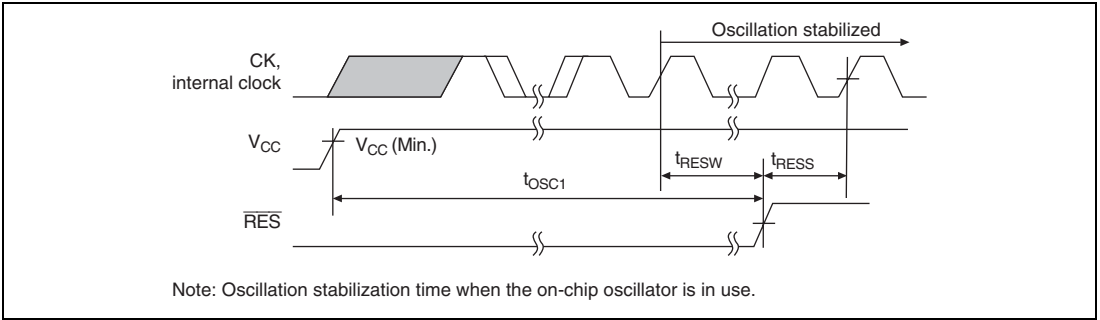 Oscillation stabilized
CK,
internal clock
VCC
VCC (Min.)
tRESW
tRESS
tOSC1
RES
Note: Oscillation stabilization time when the on-chip oscillator is in use.